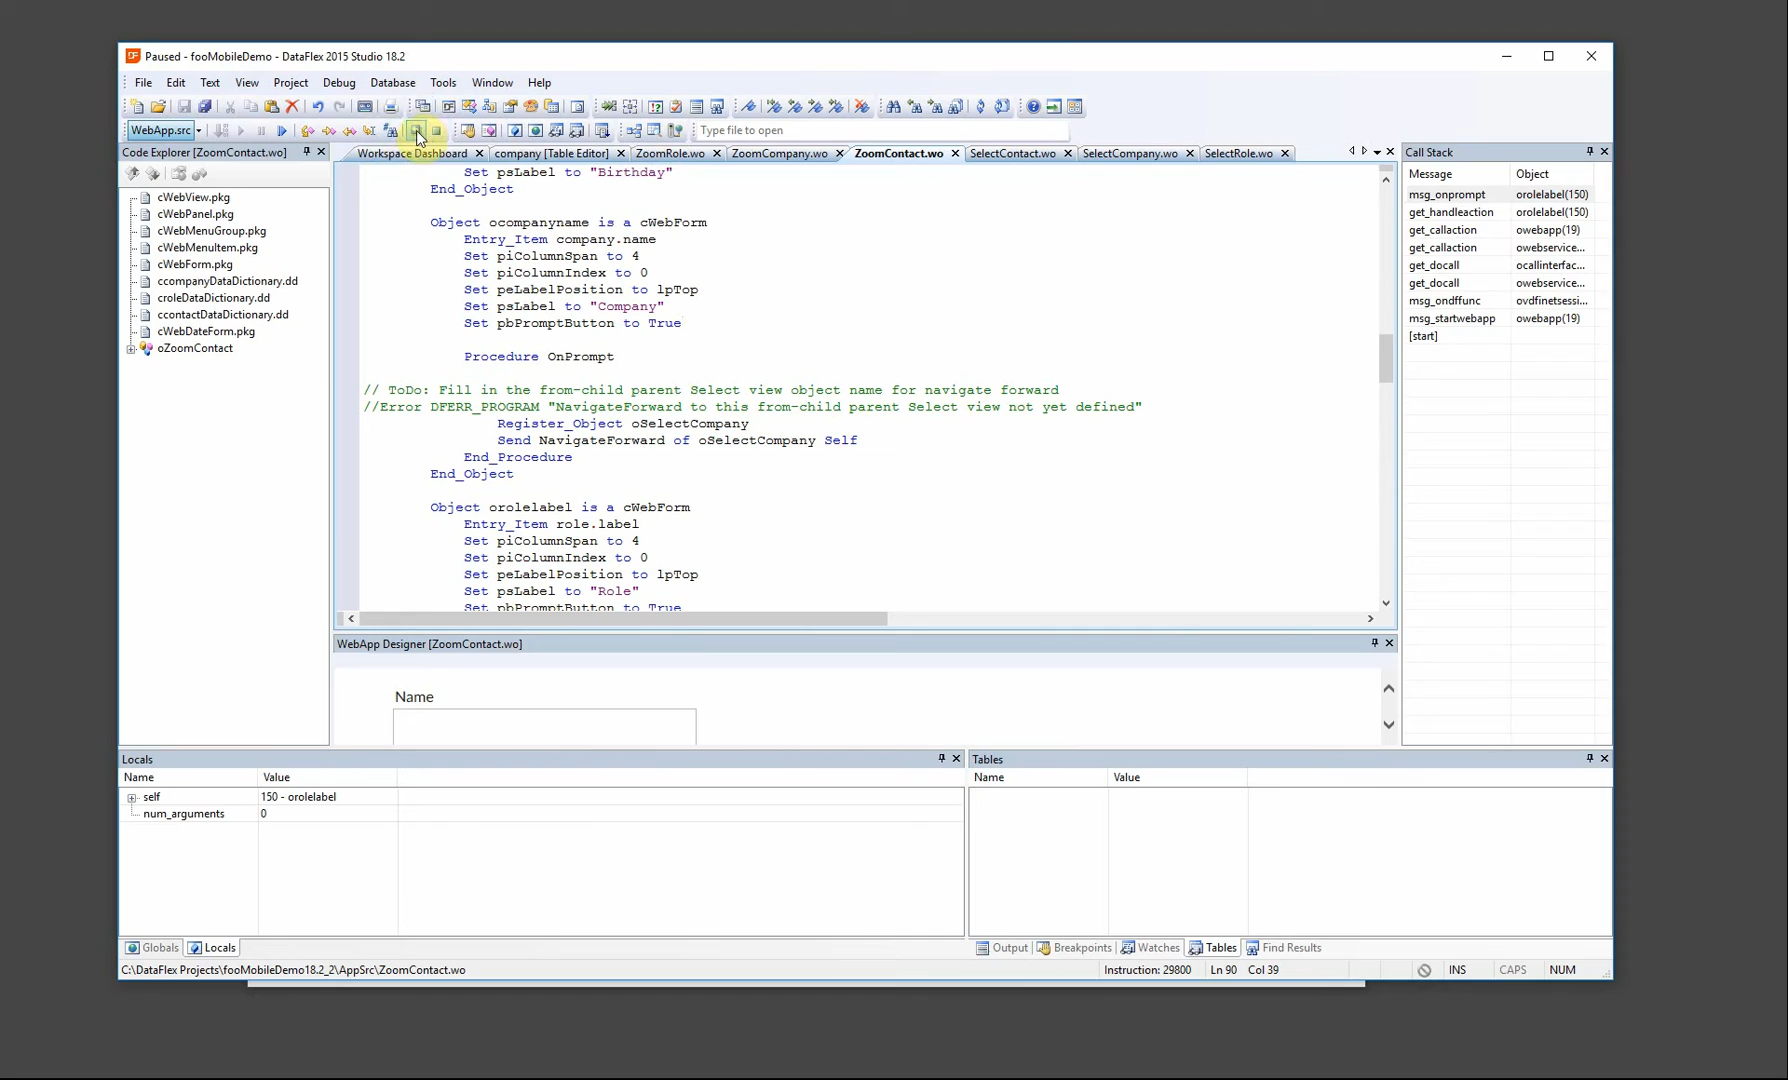 Paused - fooMobileDemo - DataFlex 2015 Studio 18.2
File Edit Text View Project Debug Database Tools Window Help
WebApp.src
Type file to open
Code Explorer [ZoomContact.wo]
Workspace Dashboard company [Table Editor] ZoomRole.wo ZoomCompany.wo ZoomContact.wo SelectContact.wo SelectCompany.wo SelectRole.wo
cWebView.pkg
cWebPanel.pkg
cWebMenuGroup.pkg
cWebMenuItem.pkg
cWebForm.pkg
ccompanyDataDictionary.dd
croleDataDictionary.dd
ccontactDataDictionary.dd
cWebDateForm.pkg
oZoomContact
Set psLabel to "Birthday"
End_Object
Object ocompanyname is a cWebForm
Entry_Item company.name
Set piColumnSpan to 4
Set piColumnIndex to 0
Set peLabelPosition to lpTop
Set psLabel to "Company"
Set pbPromptButton to True
Procedure OnPrompt
// ToDo: Fill in the from-child parent Select view object name for navigate forward
//Error DFERR_PROGRAM "NavigateForward to this from-child parent Select view not yet defined"
Register_Object oSelectCompany
Send NavigateForward of oSelectCompany Self
End_Procedure
End_Object
Object orolelabel is a cWebForm
Entry_Item role.label
Set piColumnSpan to 4
Set piColumnIndex to 0
Set peLabelPosition to lpTop
Set psLabel to "Role"
Set pbPromptButton to True
Call Stack
Message Object
msg_onprompt orolelabel(150)
get_handleaction orolelabel(150)
get_callaction owebapp(19)
get_callaction owebservice...
get_docall ocallinterfac...
get_docall owebservice...
msg_ondffunc ovdfinetsessi...
msg_startwebapp owebapp(19)
[start]
WebApp Designer [ZoomContact.wo]
Name
Locals
Name Value
self 150 - orolelabel
num_arguments 0
Globals Locals
Tables
Name Value
Output Breakpoints Watches Tables Find Results
C:\DataFlex Projects\fooMobileDemo18.2_2\AppSrc\ZoomContact.wo
Instruction: 29800 Ln 90 Col 39 INS CAPS NUM